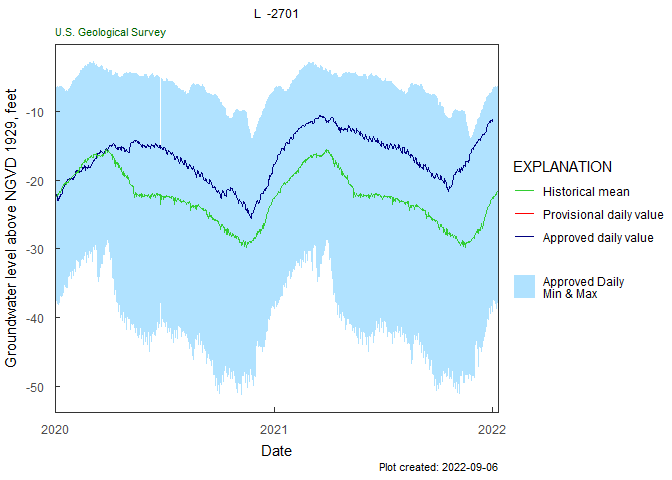 L -2701
U.S. Geological Survey
Groundwater level above NGVD 1929, feet
-10
-20
-30
-40
-50
2020
2021
2022
Date
EXPLANATION
Historical mean
Provisional daily value
Approved daily value
Approved Daily
Min & Max
Plot created: 2022-09-06